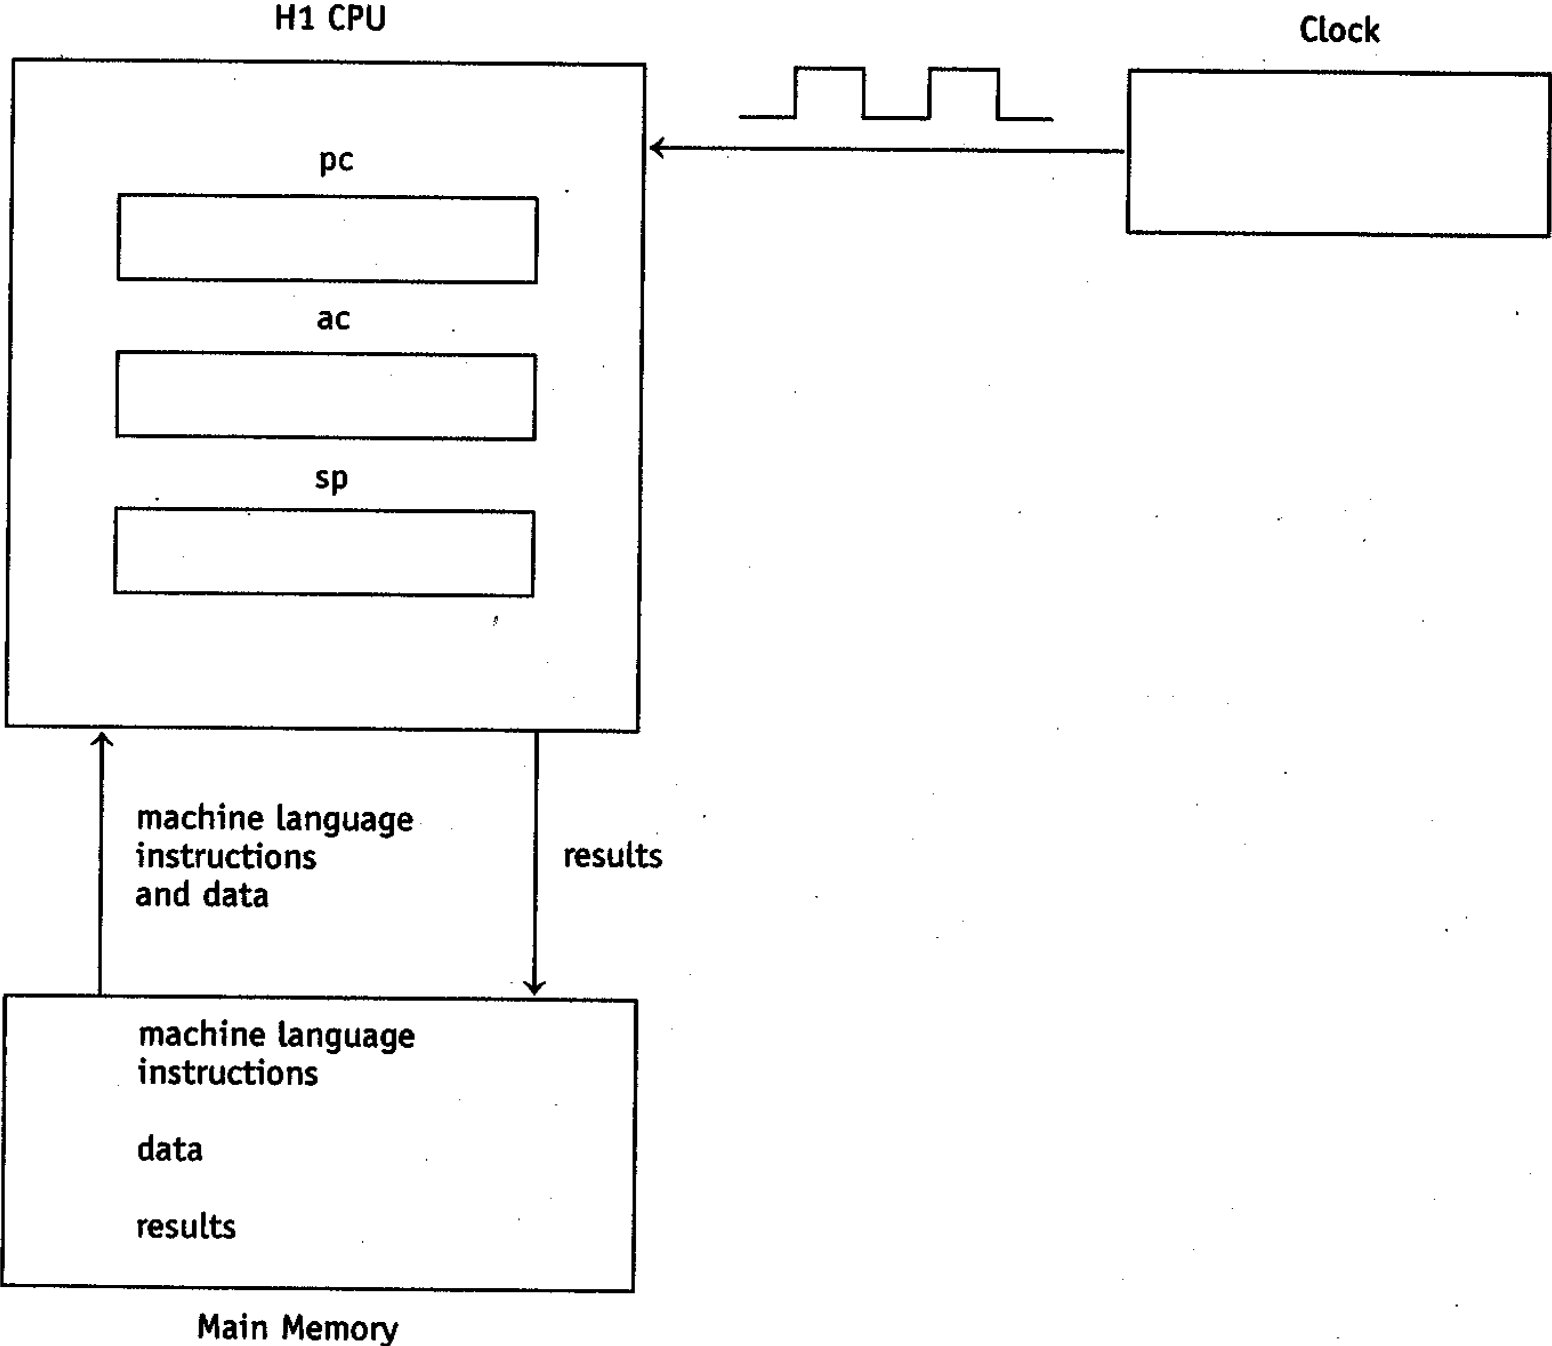 H1 CPU
Clock
pc
ac
sp
machine language
instructions
and data
results
machine language
instructions
data
results
Main Memory